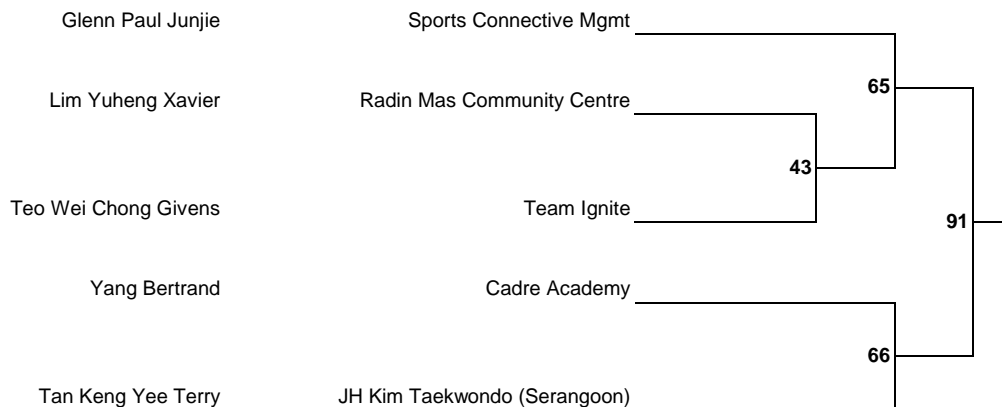 Glenn Paul Junjie Sports Connective Mgmt
65
Lim Yuheng Xavier Radin Mas Community Centre
43
Teo Wei Chong Givens Team Ignite
91
Yang Bertrand Cadre Academy
66
Tan Keng Yee Terry JH Kim Taekwondo (Serangoon)